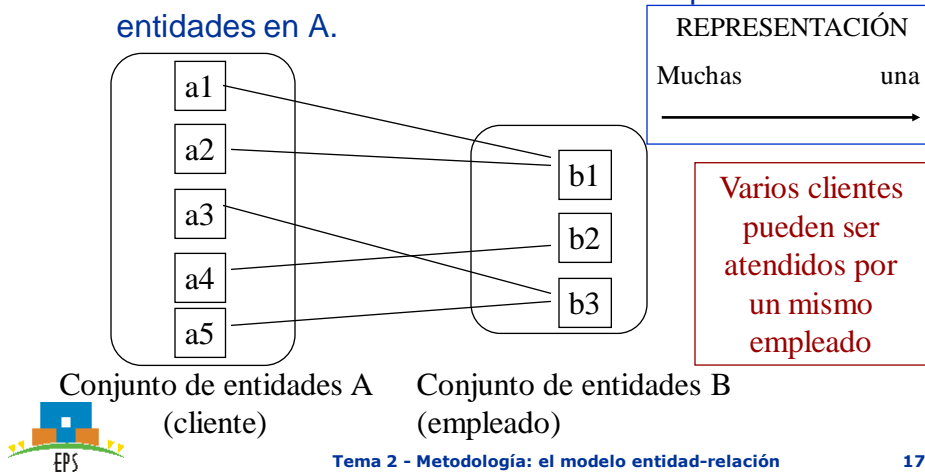 entidades en A.
REPRESENTACIÓN
Muchas una
a1
a2
a3
a4
a5
b1
b2
b3
Varios clientes
pueden ser
atendidos por
un mismo
empleado
Conjunto de entidades A
(cliente)
Conjunto de entidades B
(empleado)
EPS
Tema 2 - Metodología: el modelo entidad-relación 17